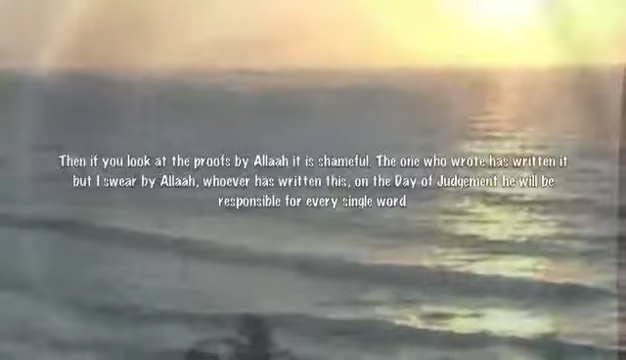 Then if you look at the proofs by Allaah it is shameful. The one who wrote has written it
but I swear by Allaah, whoever has written this, on the Day of Judgement he will be
responsible for every single word